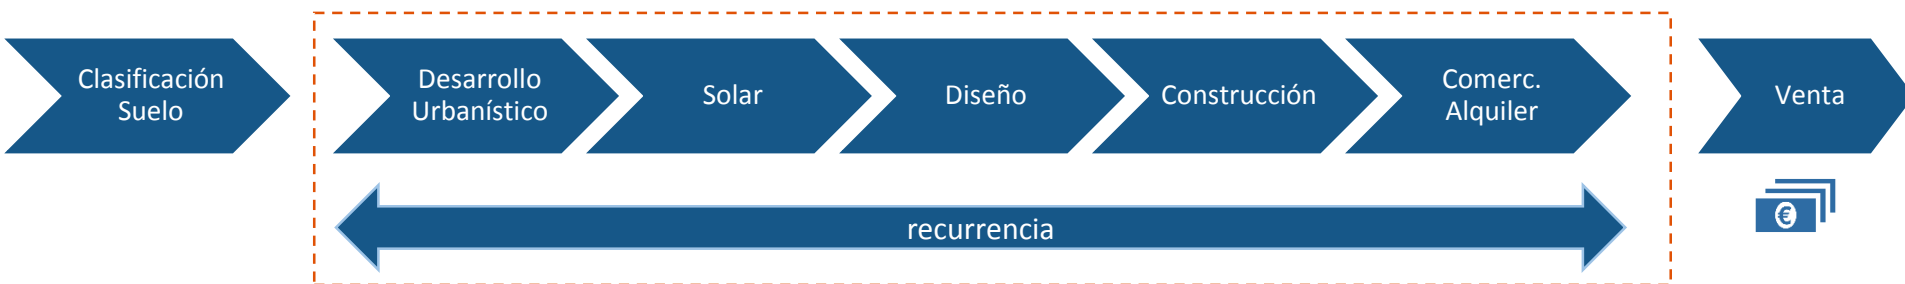 Clasificación
Suelo
Desarrollo
Urbanístico
Solar
Diseño
Construcción
Comerc.
Alquiler
Venta
recurrencia
€